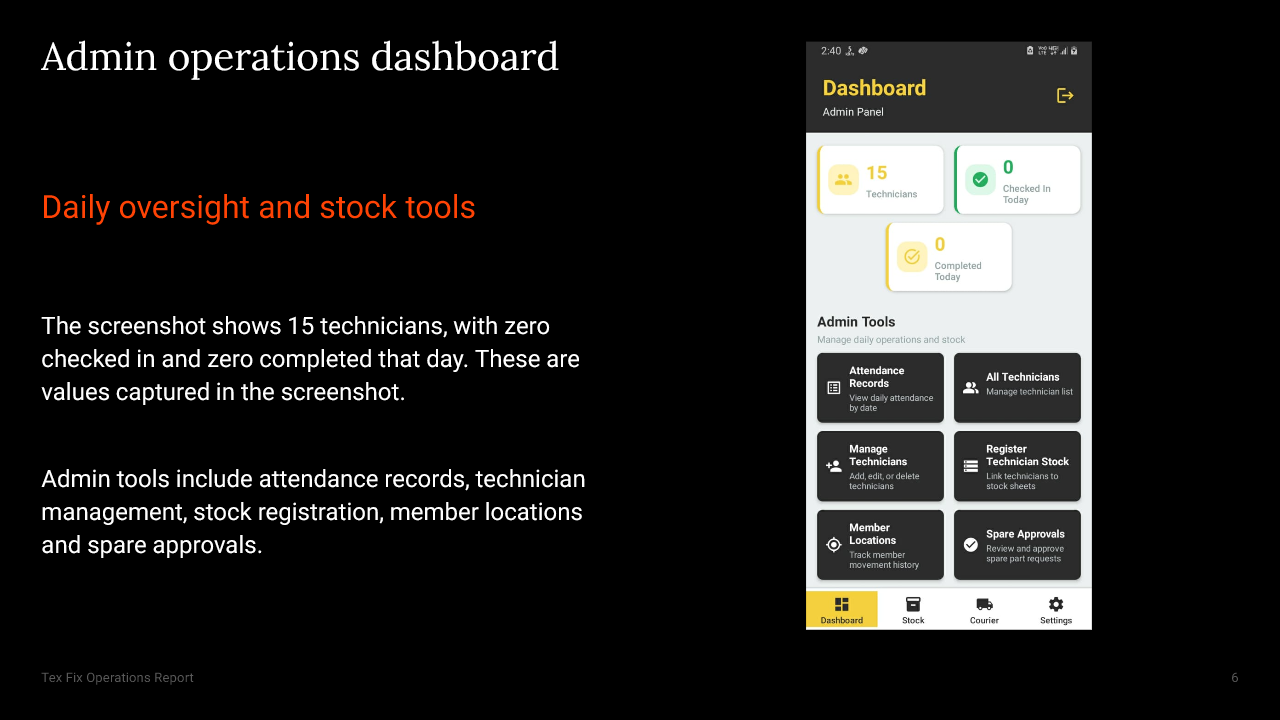 Admin operations dashboard
Daily oversight and stock tools
The screenshot shows 15 technicians, with zero
checked in and zero completed that day. These are
values captured in the screenshot.
Admin tools include attendance records, technician
management, stock registration, member locations
and spare approvals.
Tex Fix Operations Report
6
2:40
Dashboard
Admin Panel
15
Technicians
0
Checked In
Today
0
Completed
Today
Admin Tools
Manage daily operations and stock
Attendance
Records
View daily attendance
by date
All Technicians
Manage technician list
Manage
Technicians
Add, edit, or delete
technicians
Register
Technician Stock
Link technicians to
stock sheets
Member
Locations
Track member
movement history
Spare Approvals
Review and approve
spare part requests
Dashboard
Stock
Courier
Settings